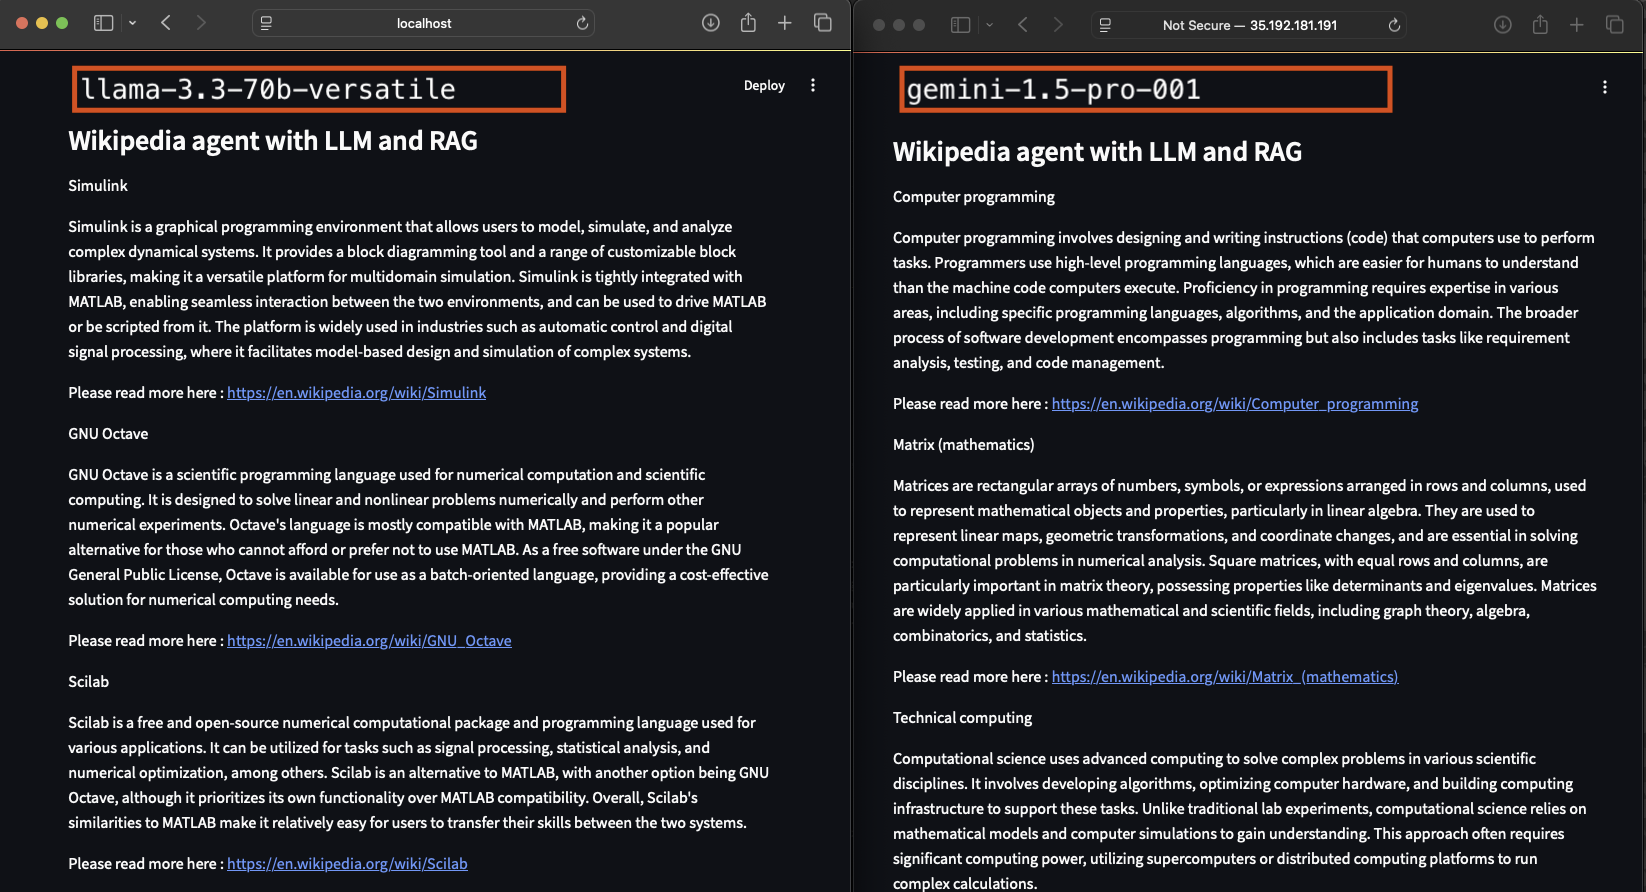 localhost
llama-3.3-70b-versatile
Deploy
Wikipedia agent with LLM and RAG
Simulink
Simulink is a graphical programming environment that allows users to model, simulate, and analyze
complex dynamical systems. It provides a block diagramming tool and a range of customizable block
libraries, making it a versatile platform for multidomain simulation. Simulink is tightly integrated with
MATLAB, enabling seamless interaction between the two environments, and can be used to drive MATLAB
or be scripted from it. The platform is widely used in industries such as automatic control and digital
signal processing, where it facilitates model-based design and simulation of complex systems.
Please read more here : https://en.wikipedia.org/wiki/Simulink
GNU Octave
GNU Octave is a scientific programming language used for numerical computation and scientific
computing. It is designed to solve linear and nonlinear problems numerically and perform other
numerical experiments. Octave's language is mostly compatible with MATLAB, making it a popular
alternative for those who cannot afford or prefer not to use MATLAB. As a free software under the GNU
General Public License, Octave is available for use as a batch-oriented language, providing a cost-effective
solution for numerical computing needs.
Please read more here : https://en.wikipedia.org/wiki/GNU_Octave
Scilab
Scilab is a free and open-source numerical computational package and programming language used for
various applications. It can be utilized for tasks such as signal processing, statistical analysis, and
numerical optimization, among others. Scilab is an alternative to MATLAB, with another option being GNU
Octave, although it prioritizes its own functionality over MATLAB compatibility. Overall, Scilab's
similarities to MATLAB make it relatively easy for users to transfer their skills between the two systems.
Please read more here : https://en.wikipedia.org/wiki/Scilab
Not Secure — 35.192.181.191
gemini-1.5-pro-001
Wikipedia agent with LLM and RAG
Computer programming
Computer programming involves designing and writing instructions (code) that computers use to perform
tasks. Programmers use high-level programming languages, which are easier for humans to understand
than the machine code computers execute. Proficiency in programming requires expertise in various
areas, including specific programming languages, algorithms, and the application domain. The broader
process of software development encompasses programming but also includes tasks like requirement
analysis, testing, and code management.
Please read more here : https://en.wikipedia.org/wiki/Computer_programming
Matrix (mathematics)
Matrices are rectangular arrays of numbers, symbols, or expressions arranged in rows and columns, used
to represent mathematical objects and properties, particularly in linear algebra. They are used to
represent linear maps, geometric transformations, and coordinate changes, and are essential in solving
computational problems in numerical analysis. Square matrices, with equal rows and columns, are
particularly important in matrix theory, possessing properties like determinants and eigenvalues. Matrices
are widely applied in various mathematical and scientific fields, including graph theory, algebra,
combinatorics, and statistics.
Please read more here : https://en.wikipedia.org/wiki/Matrix_(mathematics)
Technical computing
Computational science uses advanced computing to solve complex problems in various scientific
disciplines. It involves developing algorithms, optimizing computer hardware, and building computing
infrastructure to support these tasks. Unlike traditional lab experiments, computational science relies on
mathematical models and computer simulations to gain understanding. This approach often requires
significant computing power, utilizing supercomputers or distributed computing platforms to run
complex calculations.